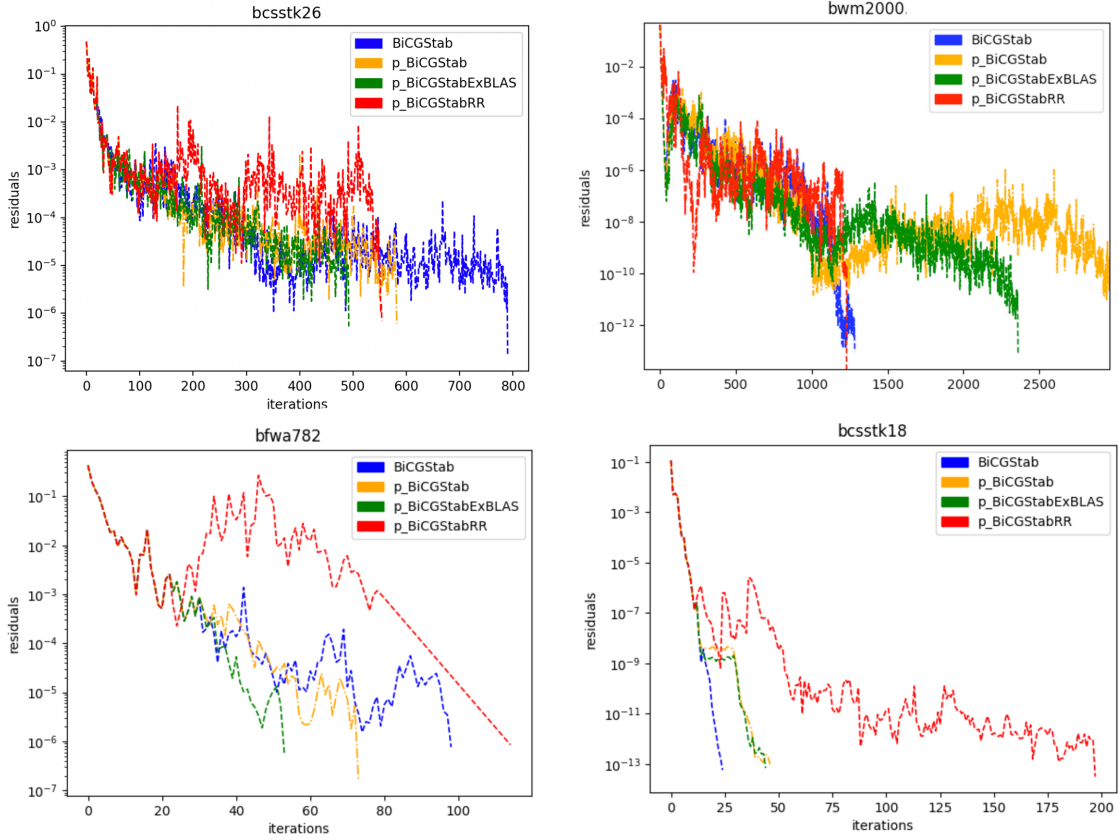 bcsstk26
10⁰
10⁻¹
10⁻²
10⁻³
10⁻⁴
10⁻⁵
10⁻⁶
10⁻⁷
residuals
BiCGStab
p_BiCGStab
p_BiCGStabExBLAS
p_BiCGStabRR
0 100 200 300 400 500 600 700 800
iterations
bwm2000.
10⁻²
10⁻⁴
10⁻⁶
10⁻⁸
10⁻¹⁰
10⁻¹²
residuals
BiCGStab
p_BiCGStab
p_BiCGStabExBLAS
p_BiCGStabRR
0 500 1000 1500 2000 2500
bfwa782
10⁻¹
10⁻²
10⁻³
10⁻⁴
10⁻⁵
10⁻⁶
10⁻⁷
residuals
BiCGStab
p_BiCGStab
p_BiCGStabExBLAS
p_BiCGStabRR
0 20 40 60 80 100
iterations
bcsstk18
10⁻¹
10⁻³
10⁻⁵
10⁻⁷
10⁻⁹
10⁻¹¹
10⁻¹³
residuals
BiCGStab
p_BiCGStab
p_BiCGStabExBLAS
p_BiCGStabRR
0 25 50 75 100 125 150 175 200
iterations